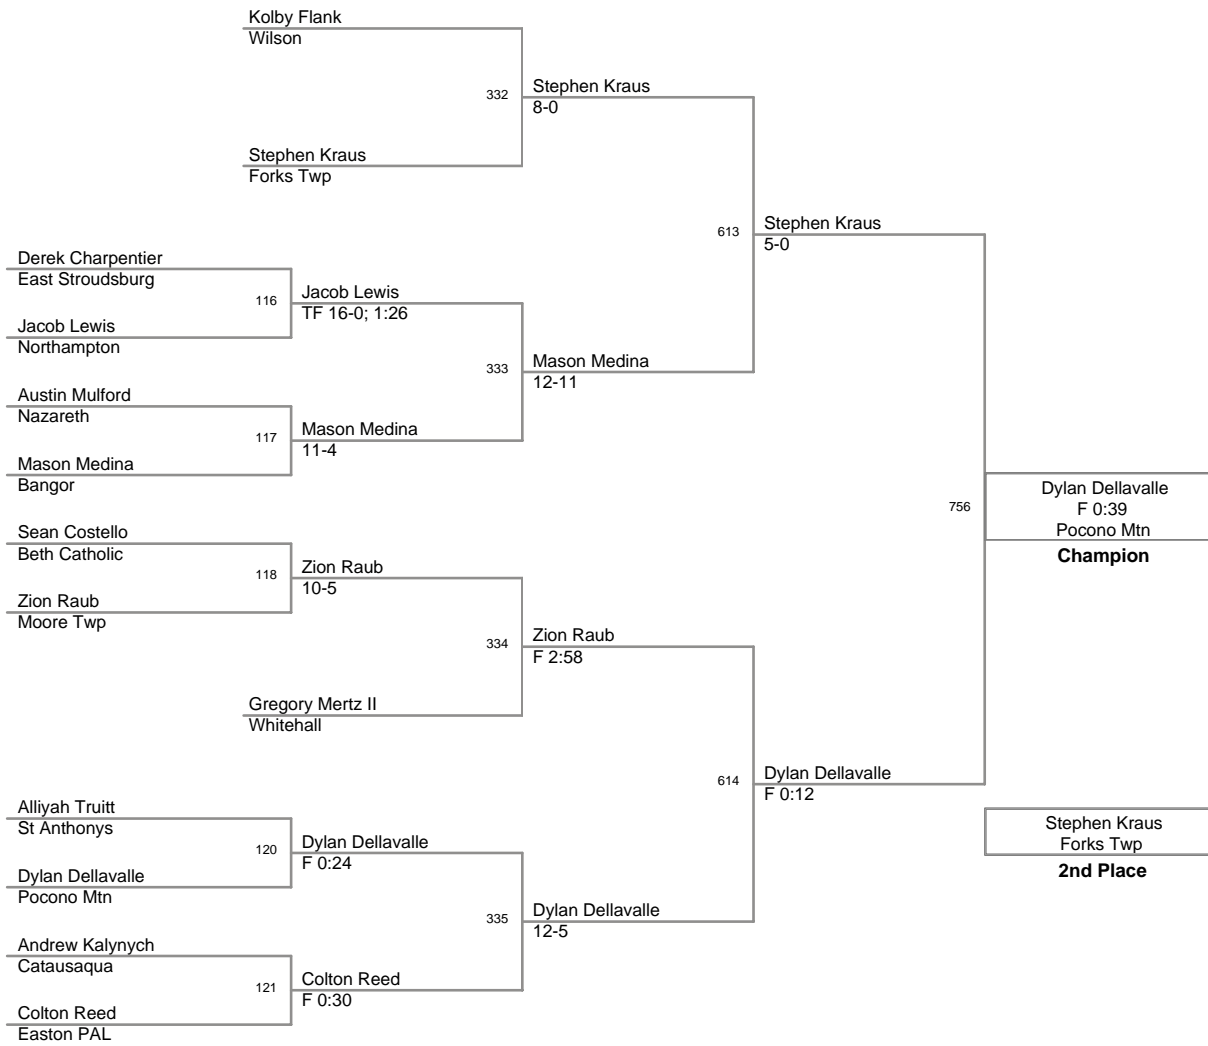 Kolby Flank
Wilson
332
Stephen Kraus
8-0
Stephen Kraus
Forks Twp
613
Stephen Kraus
5-0
Derek Charpentier
East Stroudsburg
116
Jacob Lewis
TF 16-0; 1:26
Jacob Lewis
Northampton
333
Mason Medina
12-11
Austin Mulford
Nazareth
117
Mason Medina
11-4
Mason Medina
Bangor
756
Dylan Dellavalle
F 0:39
Pocono Mtn
Champion
Sean Costello
Beth Catholic
118
Zion Raub
10-5
Zion Raub
Moore Twp
334
Zion Raub
F 2:58
Gregory Mertz II
Whitehall
614
Dylan Dellavalle
F 0:12
Alliyah Truitt
St Anthonys
120
Dylan Dellavalle
F 0:24
Dylan Dellavalle
Pocono Mtn
Stephen Kraus
Forks Twp
2nd Place
335
Dylan Dellavalle
12-5
Andrew Kalynych
Catausaqua
121
Colton Reed
F 0:30
Colton Reed
Easton PAL